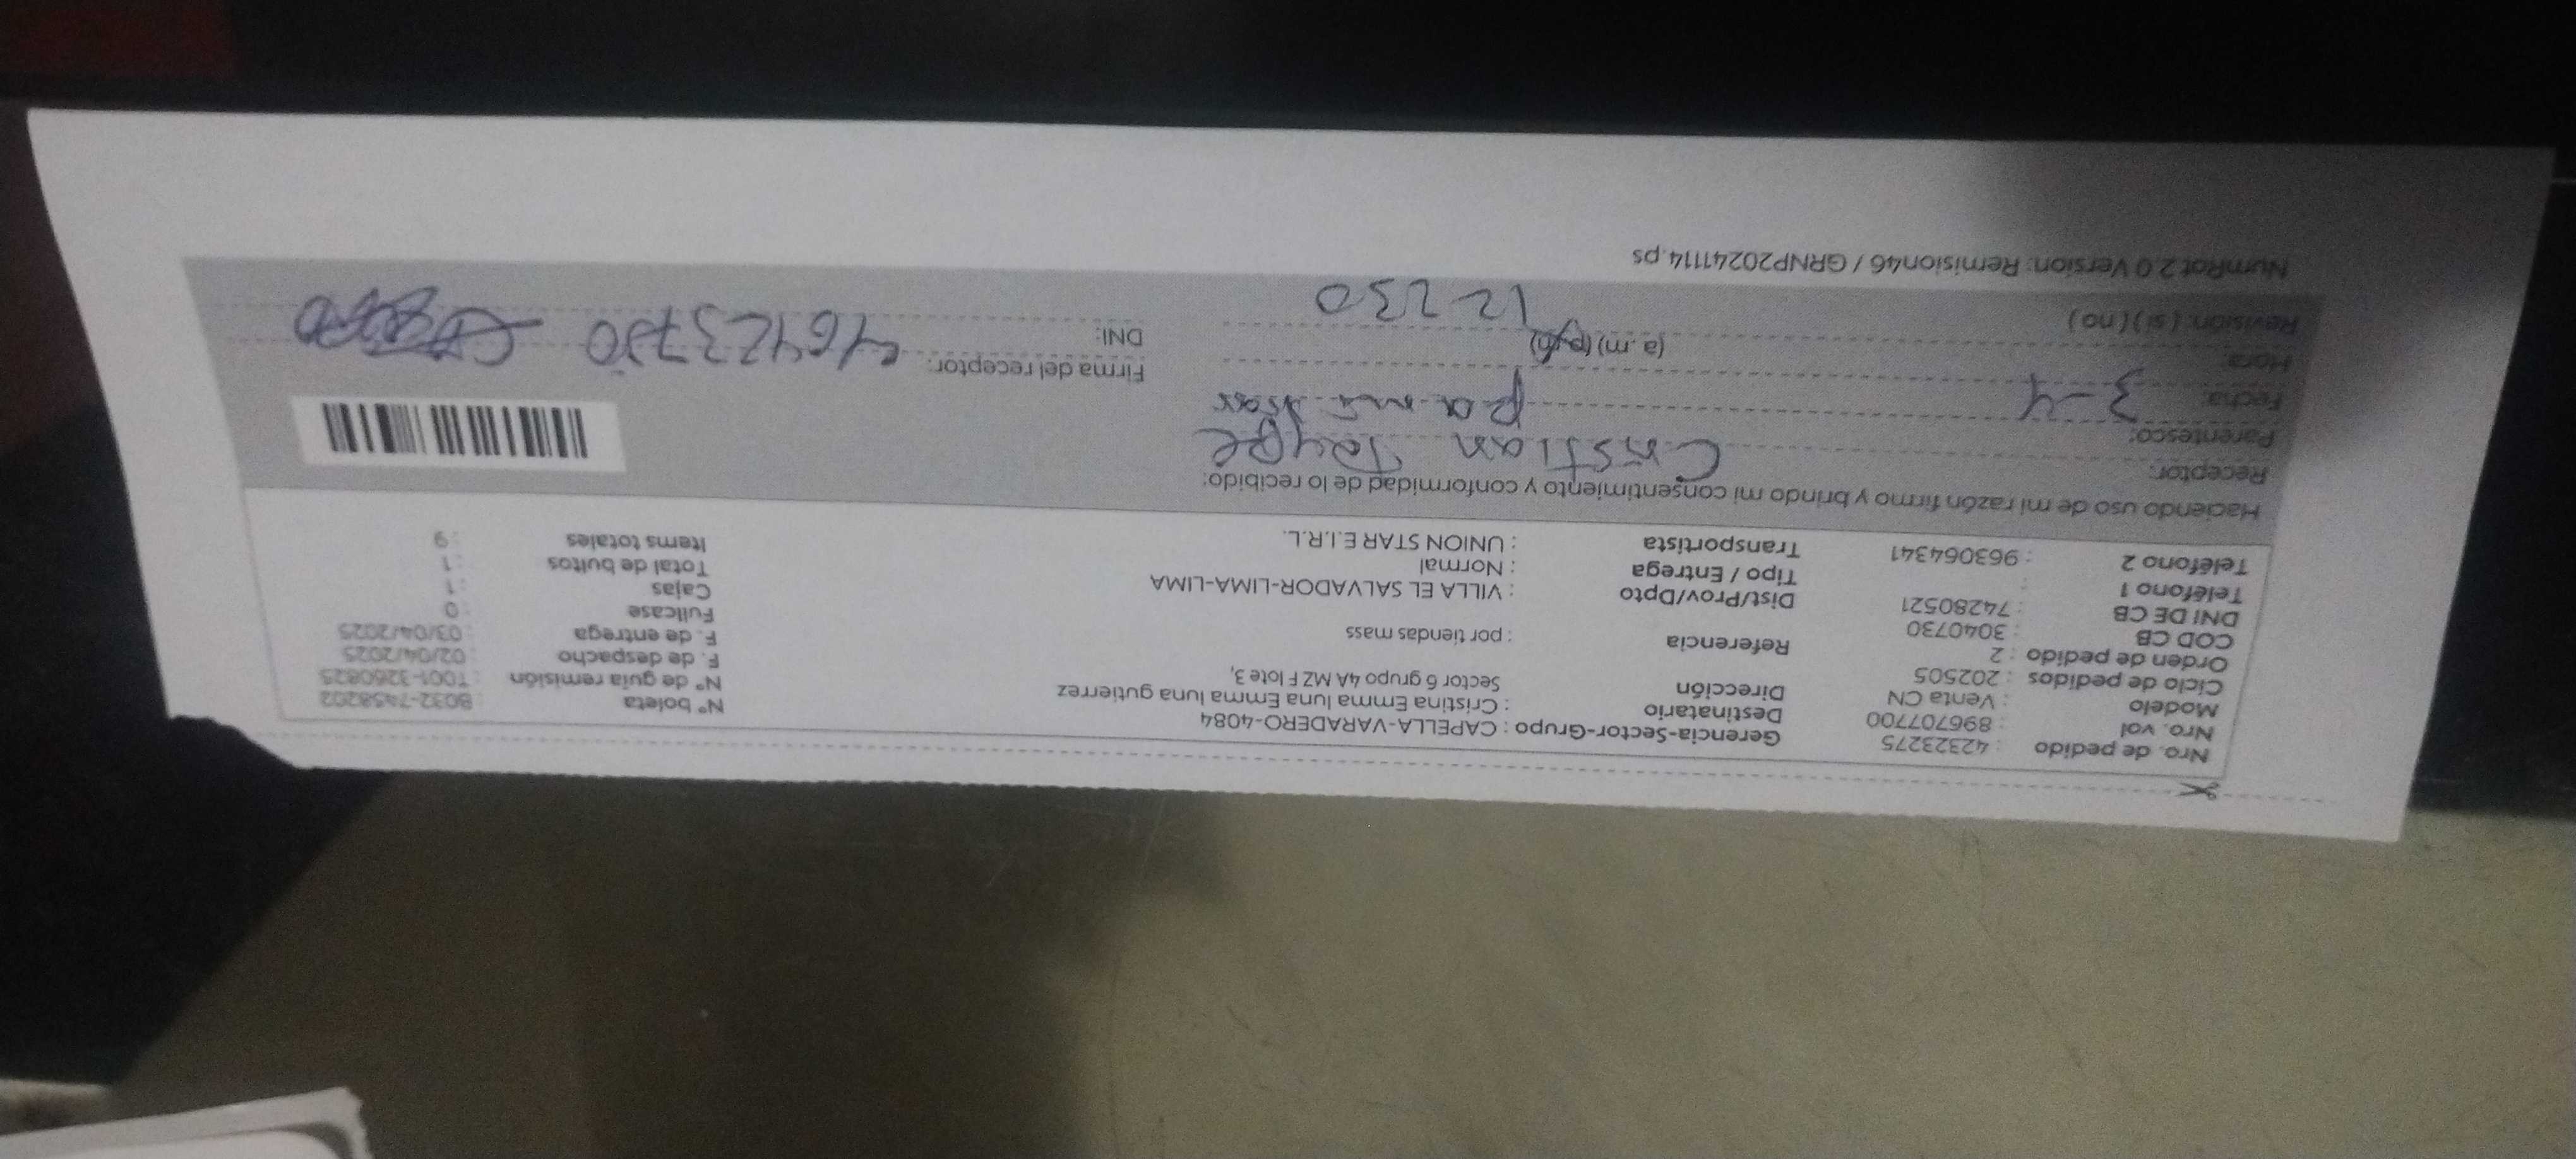 Nro. de pedido : 42323275
Nro. vol : 896707700
Modelo : Venta CN
Ciclo de pedidos : 202505
Orden de pedido : 2
COD CB : 3040730
DNI DE CB : 74280521
Teléfono 1 :
Teléfono 2 : 963064341
Gerencia-Sector-Grupo : CAPELLA-VARADERO-4084
Destinatario : Cristina Emma luna Emma luna gutierrez
Dirección Sector 6 grupo 4A MZ F lote 3,
Referencia : por tiendas mass
Dist/Prov/Dpto : VILLA EL SALVADOR-LIMA-LIMA
Tipo / Entrega : Normal
Transportista : UNION STAR E.I.R.L.
N° boleta : B032-7458202
N° de guia remisión : T001-3260825
F. de despacho : 02/04/2025
F. de entrega : 03/04/2025
Fullcase : 0
Cajas : 1
Total de bultos : 1
Items totales : 9
Haciendo uso de mi razón firmo y brindo mi consentimiento y conformidad de lo recibido:
Receptor: Cristian Taype
Parentesco:
Fecha: 3-4
Hora: (a.m) (p.m)
Revisión: ( si ) ( no ) 12 230
Firma del receptor:
DNI: 46423730
NumRot 2.0 Version: Remision46 / GRNP20241114.ps